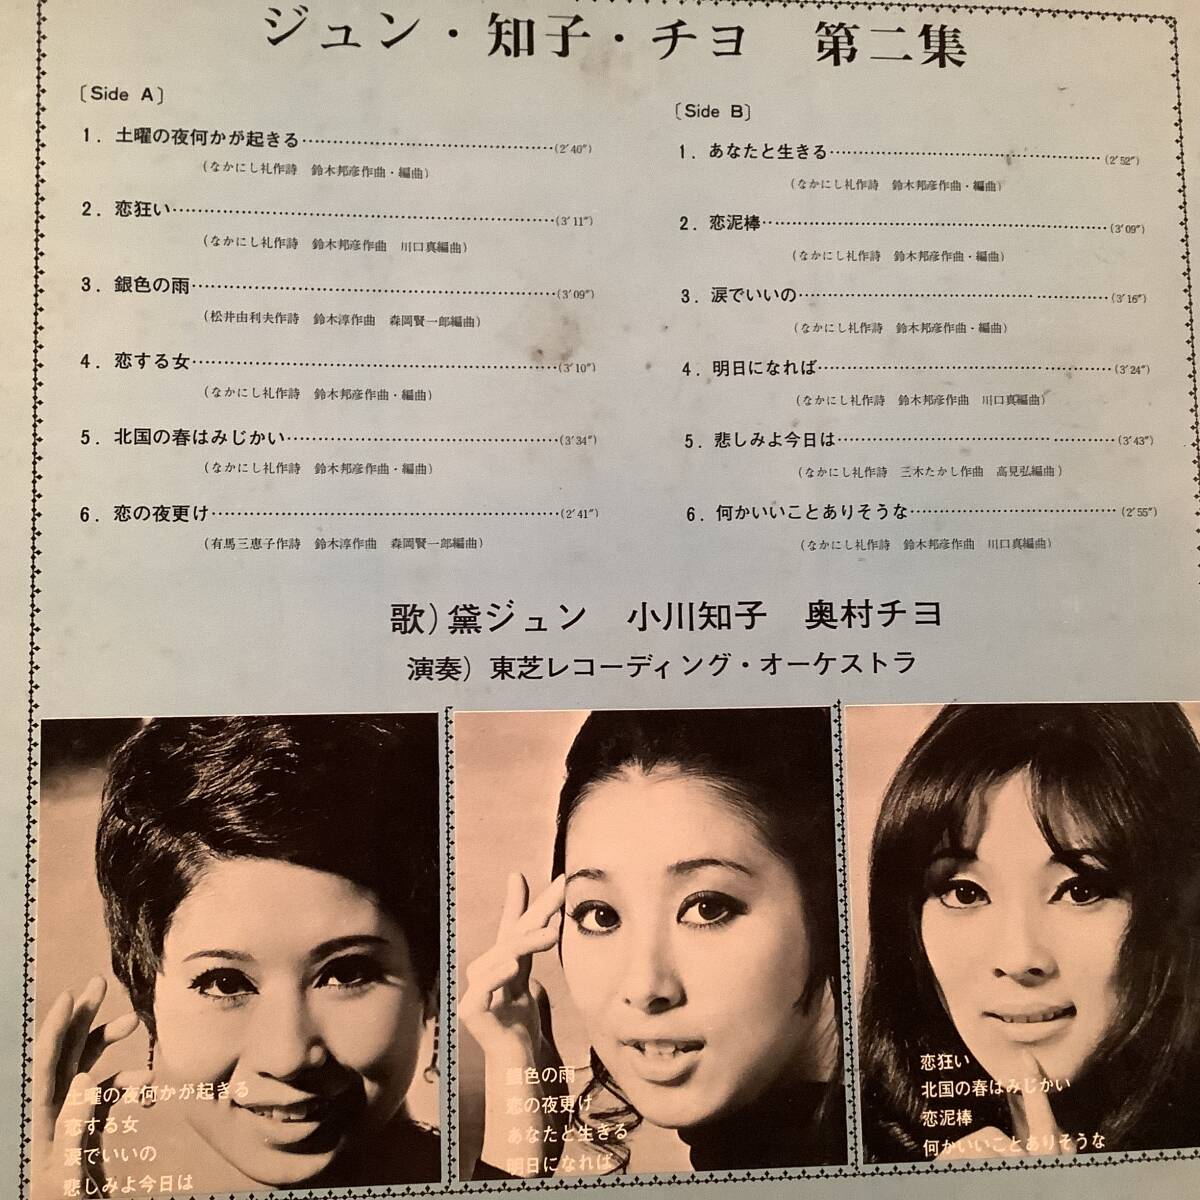 ジュン・知子・チヨ 第二集
〔Side A〕
1. 土曜の夜何かが起きる……(2′40″)
(なかにし礼作詩 鈴木邦彦作曲・編曲)
2. 恋狂い……(3′11″)
(なかにし礼作詩 鈴木邦彦作曲 川口真編曲)
3. 銀色の雨……(3′09″)
(松井由利夫作詩 鈴木淳作曲 森岡賢一郎編曲)
4. 恋する女……(3′10″)
(なかにし礼作詩 鈴木邦彦作曲・編曲)
5. 北国の春はみじかい……(3′34″)
(なかにし礼作詩 鈴木邦彦作曲・編曲)
6. 恋の夜更け……(2′41″)
(有馬三恵子作詩 鈴木淳作曲 森岡賢一郎編曲)
〔Side B〕
1. あなたと生きる……(2′52″)
(なかにし礼作詩 鈴木邦彦作曲・編曲)
2. 恋泥棒……(3′09″)
(なかにし礼作詩 鈴木邦彦作曲・編曲)
3. 涙でいいの……(3′16″)
(なかにし礼作詩 鈴木邦彦作曲・編曲)
4. 明日になれば……(3′24″)
(なかにし礼作詩 鈴木邦彦作曲 川口真編曲)
5. 悲しみよ今日は……(3′43″)
(なかにし礼作詩 三木たかし作曲 高見弘編曲)
6. 何かいいことありそうな……(2′55″)
(なかにし礼作詩 鈴木邦彦作曲 川口真編曲)
歌) 黛ジュン 小川知子 奥村チヨ
演奏) 東芝レコーディング・オーケストラ
土曜の夜何かが起きる
恋する女
涙でいいの
悲しみよ今日は
銀色の雨
恋の夜更け
あなたと生きる
明日になれば
恋狂い
北国の春はみじかい
恋泥棒
何かいいことありそうな